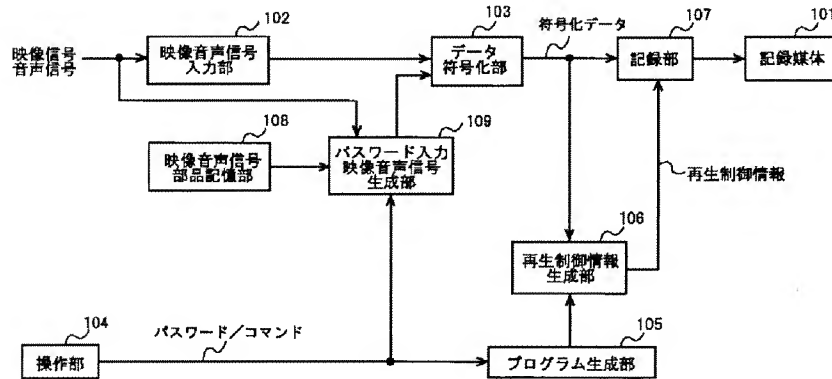 映像信号
音声信号
102
映像音声信号
入力部
103
データ
符号化部
符号化データ
107
記録部
101
記録媒体
108
映像音声信号
部品記憶部
109
パスワード入力
映像音声信号
生成部
再生制御情報
106
再生制御情報
生成部
104
操作部
パスワード/コマンド
105
プログラム生成部